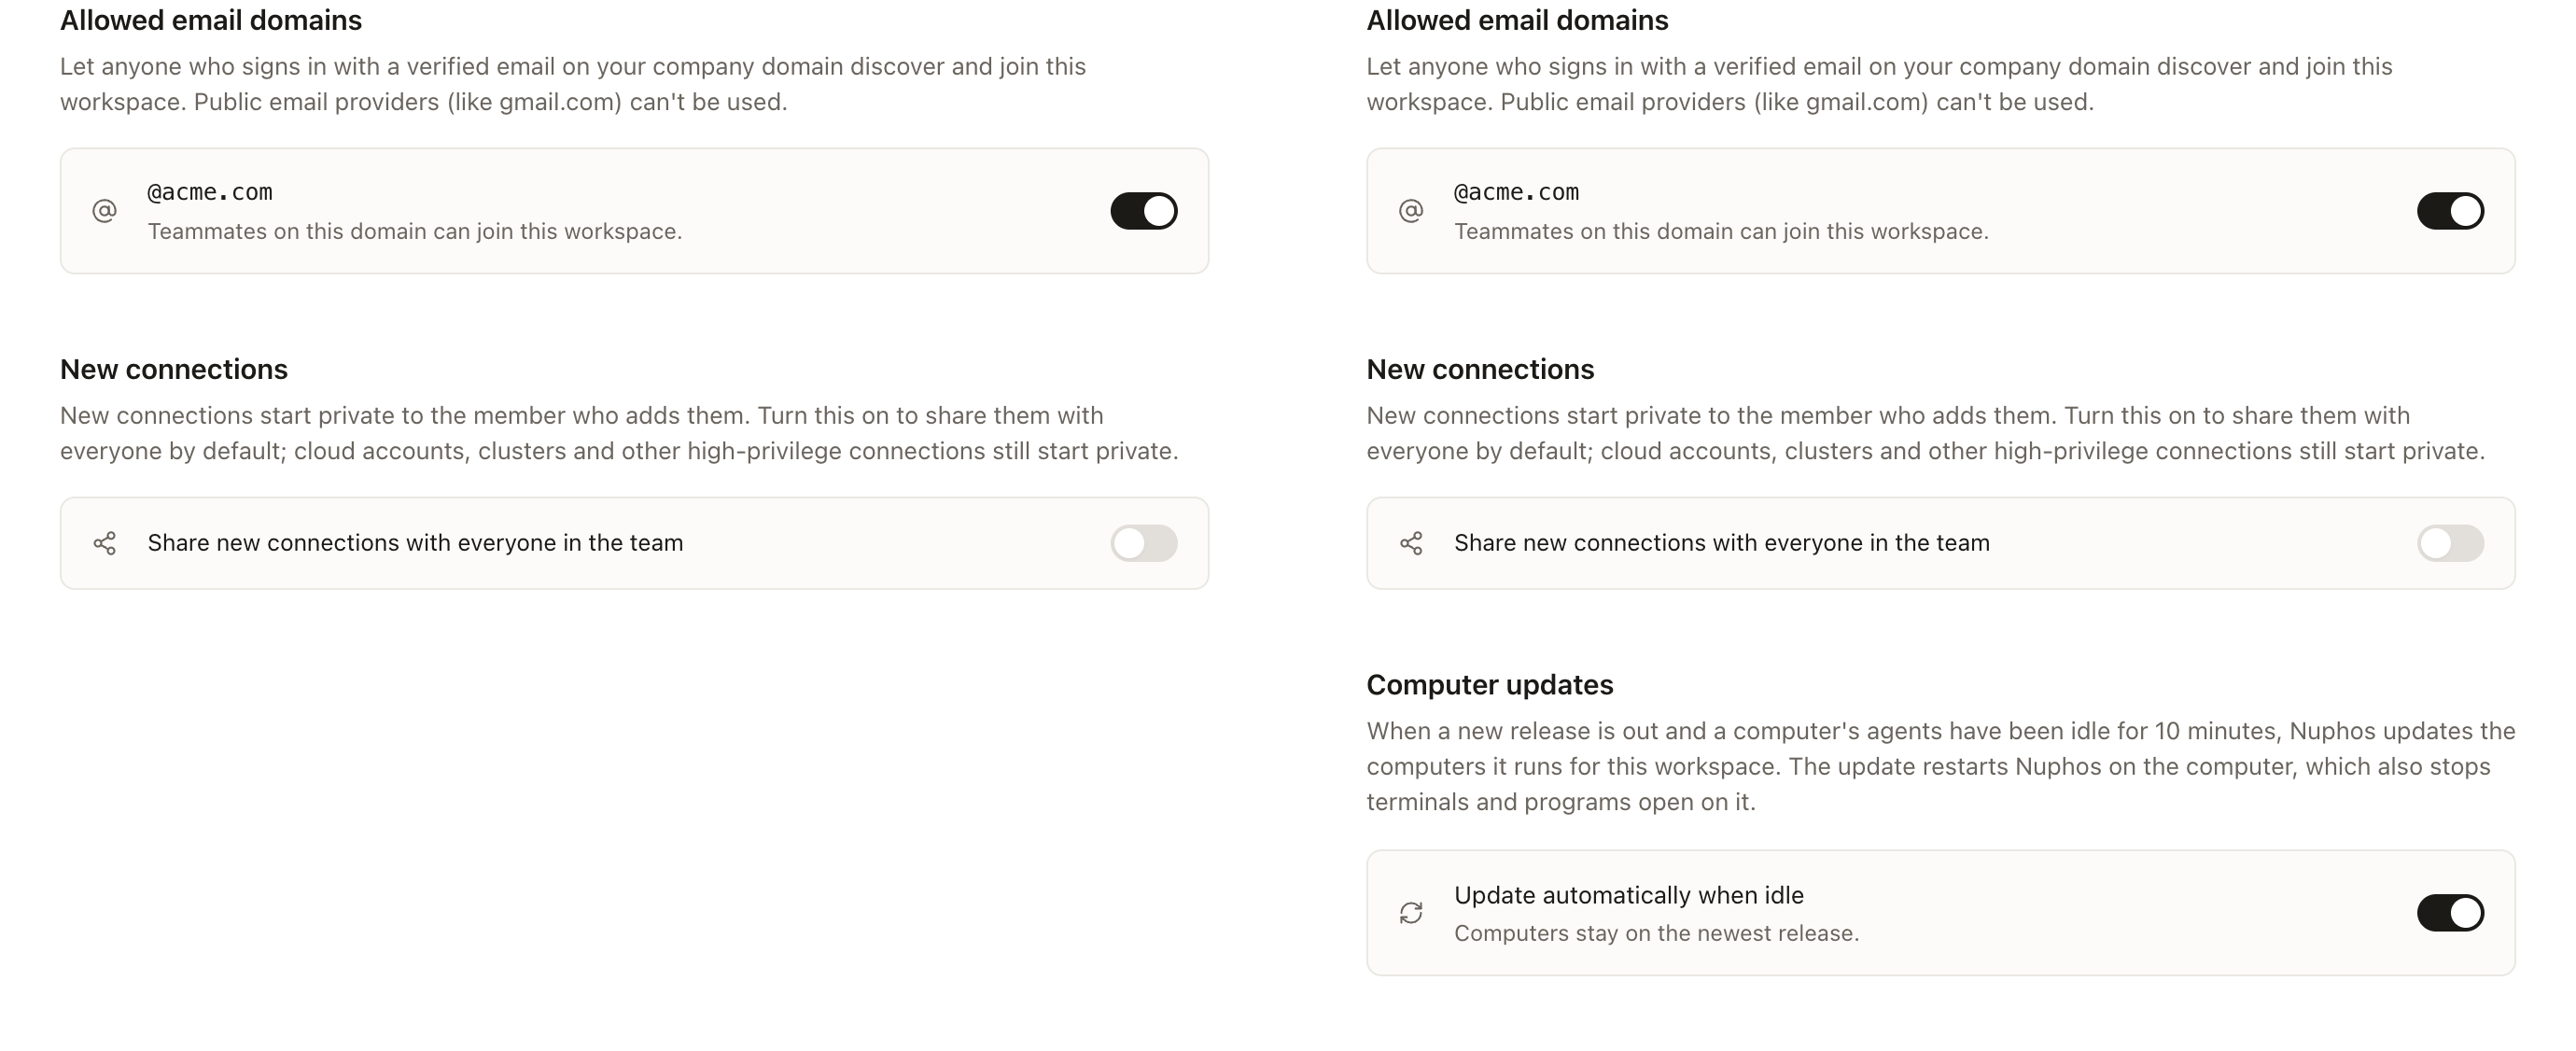 Allowed email domains
Let anyone who signs in with a verified email on your company domain discover and join this
workspace. Public email providers (like gmail.com) can't be used.
@acme.com
Teammates on this domain can join this workspace.
New connections
New connections start private to the member who adds them. Turn this on to share them with
everyone by default; cloud accounts, clusters and other high-privilege connections still start private.
Share new connections with everyone in the team
Allowed email domains
Let anyone who signs in with a verified email on your company domain discover and join this
workspace. Public email providers (like gmail.com) can't be used.
@acme.com
Teammates on this domain can join this workspace.
New connections
New connections start private to the member who adds them. Turn this on to share them with
everyone by default; cloud accounts, clusters and other high-privilege connections still start private.
Share new connections with everyone in the team
Computer updates
When a new release is out and a computer's agents have been idle for 10 minutes, Nuphos updates the
computers it runs for this workspace. The update restarts Nuphos on the computer, which also stops
terminals and programs open on it.
Update automatically when idle
Computers stay on the newest release.